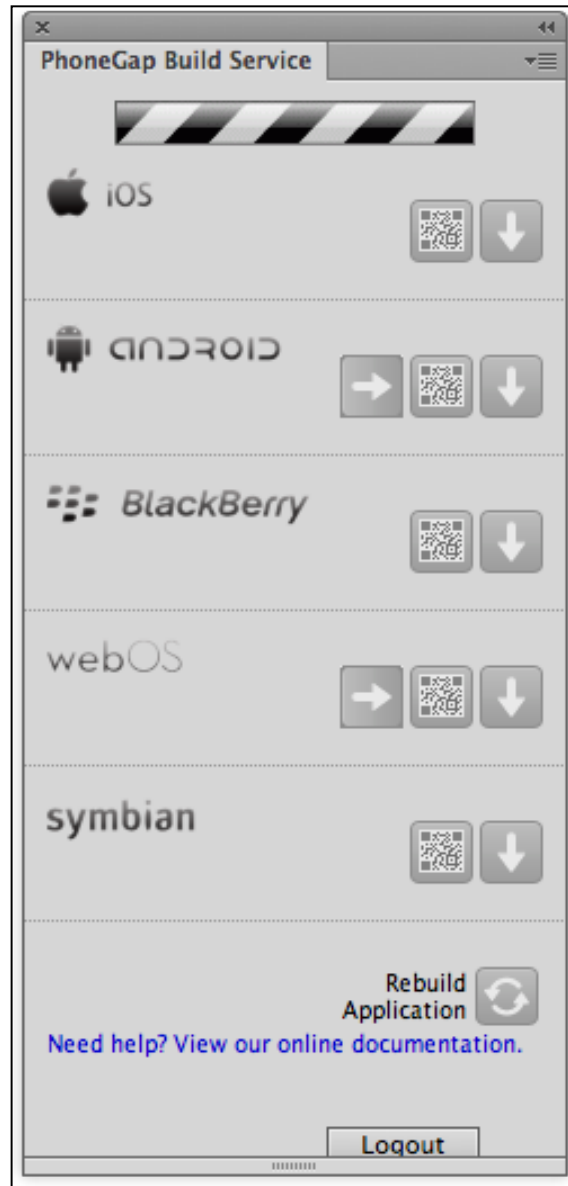 PhoneGap Build Service
iOS
ANDROID
BlackBerry
webOS
symbian
Rebuild
Application
Need help? View our online documentation.
Logout